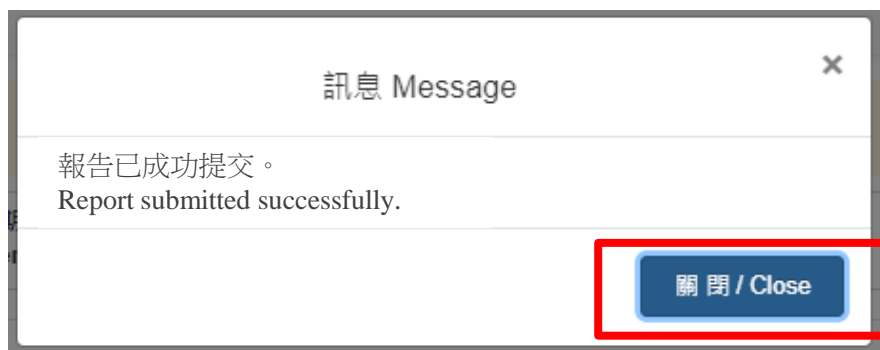 訊息 Message
×
報告已成功提交。
Report submitted successfully.
關 閉 / Close